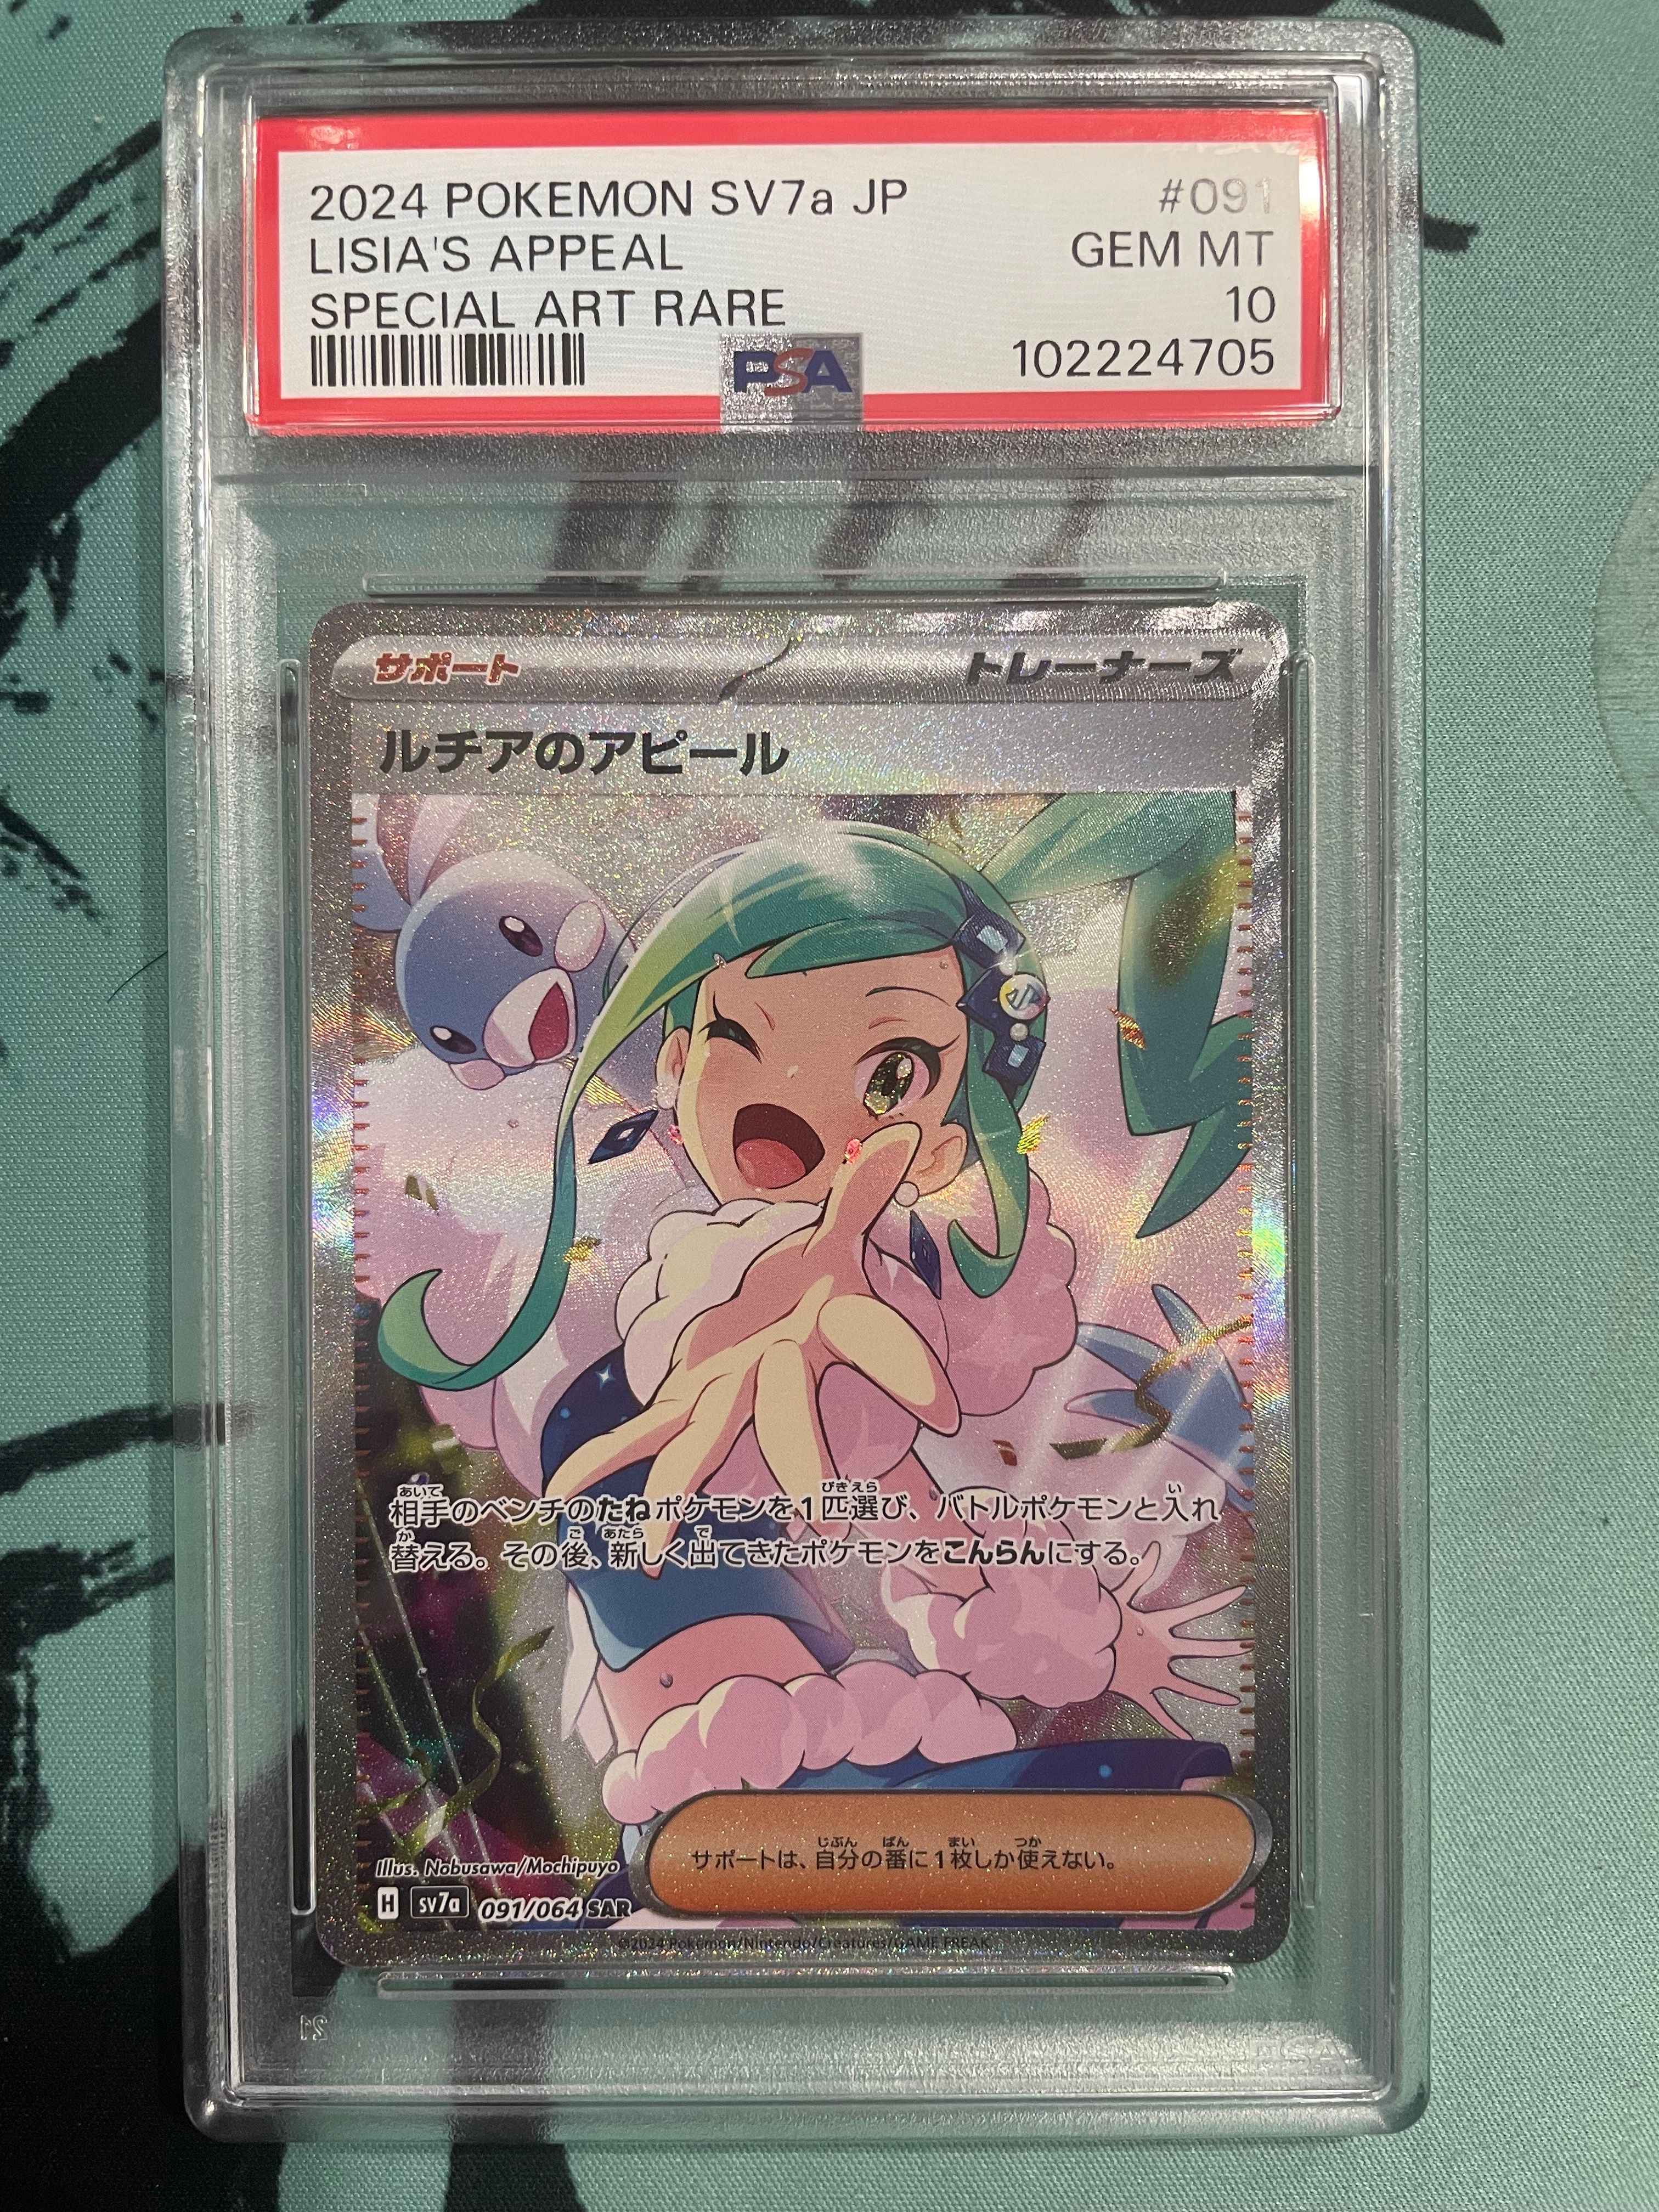 2024 POKEMON SV7a JP #091
LISIA'S APPEAL GEM MT
SPECIAL ART RARE 10
PSA 102224705
サポート トレーナーズ
ルチアのアピール
相手のベンチのたねポケモンを1匹選び、バトルポケモンと入れ
替える。その後、新しく出てきたポケモンをこんらんにする。
サポートは、自分の番に1枚しか使えない。
Illus. Nobusawa/Mochipuyo
H sv7a 091/064 SAR
©2024 Pokémon/Nintendo/Creatures/GAME FREAK